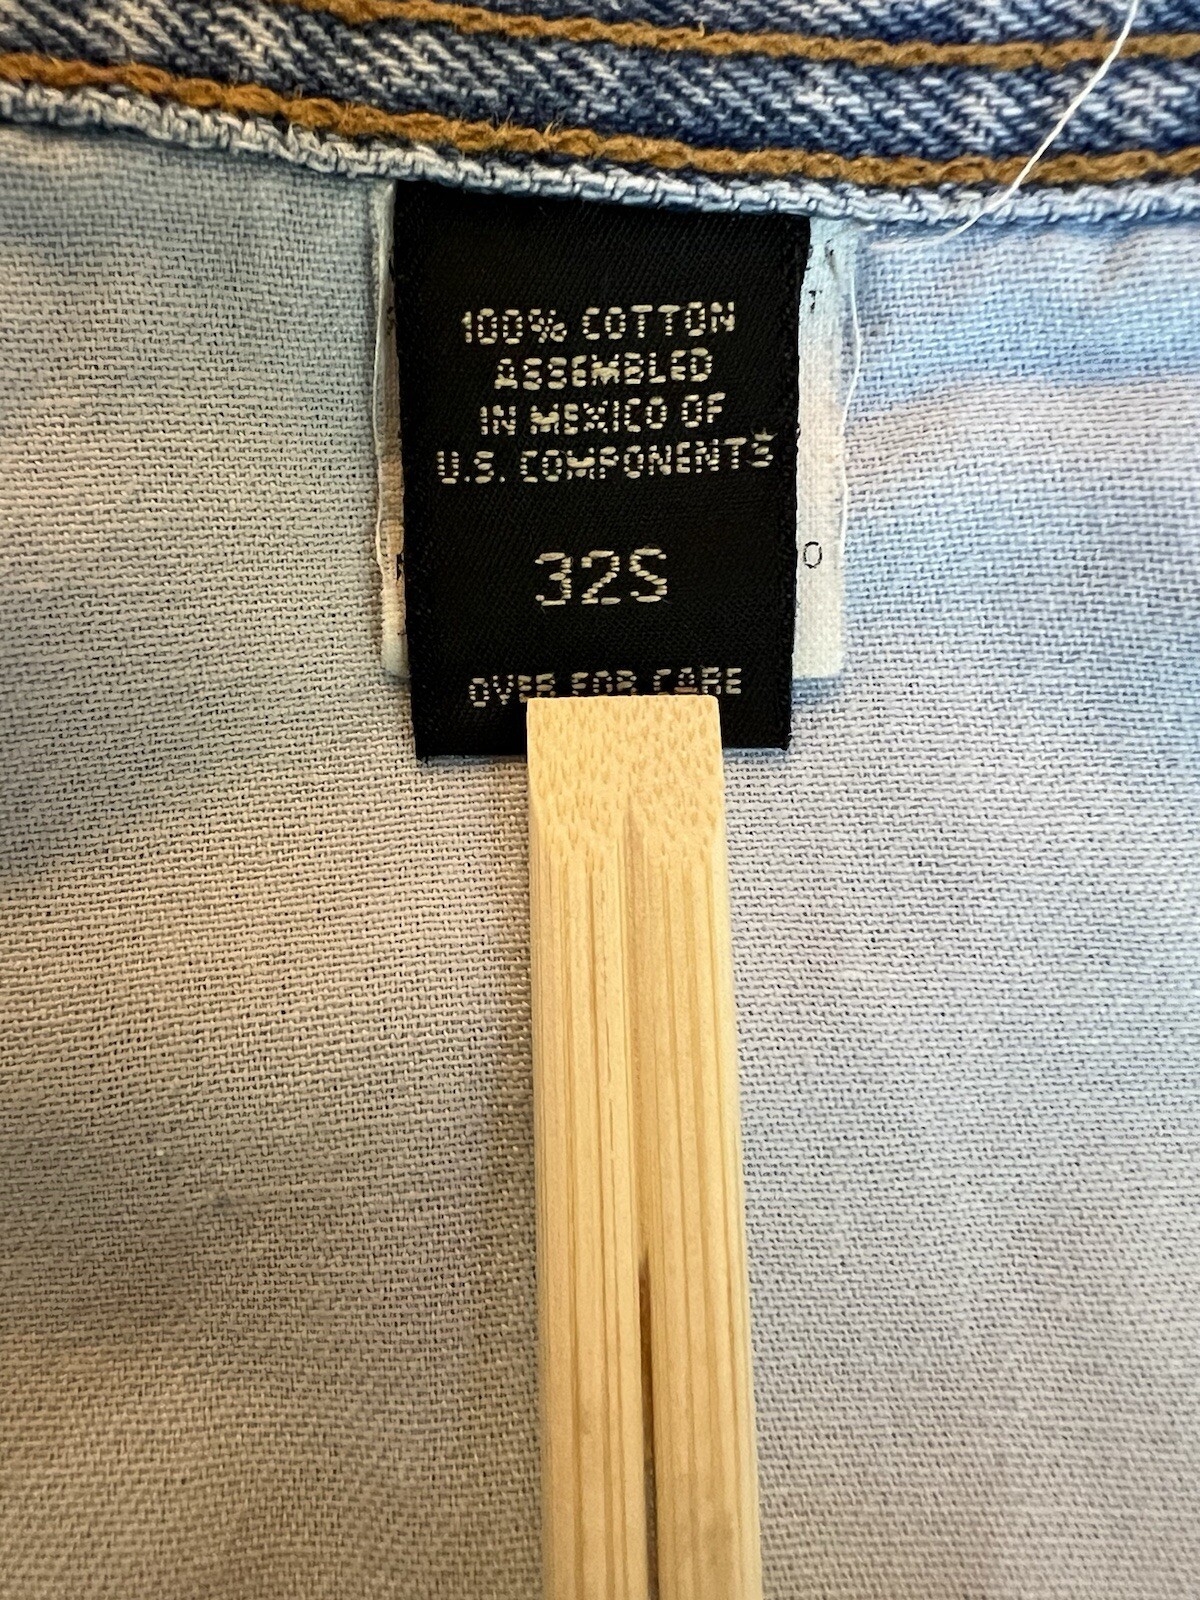 100% COTTON
ASSEMBLED
IN MEXICO OF
U.S. COMPONENTS
32S
OVER FOR CARE
O